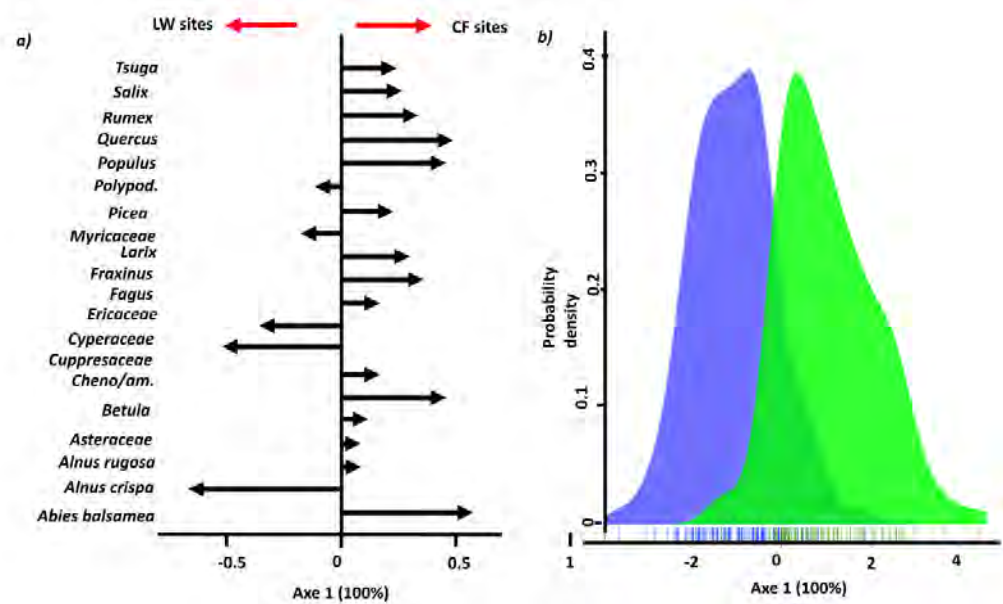 LW sites
CF sites
a)
Tsuga
Salix
Rumex
Quercus
Populus
Polypod.
Picea
Myricaceae
Larix
Fraxinus
Fagus
Ericaceae
Cyperaceae
Cuppresaceae
Cheno/am.
Betula
Asteraceae
Alnus rugosa
Alnus crispa
Abies balsamea
-0.5
0
0.5
Axe 1 (100%)
b)
Probability
density
0.4
0.3
0.2
0.1
0
1
-2
0
2
4
Axe 1 (100%)